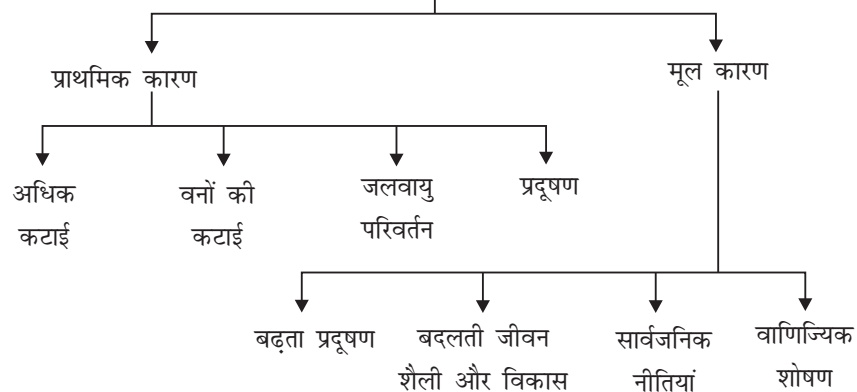 प्राथमिक कारण
मूल कारण
अधिक
कटाई
वनों की
कटाई
जलवायु
परिवर्तन
प्रदूषण
बढ़ता प्रदूषण
बदलती जीवन
शैली और विकास
सार्वजनिक
नीतियां
वाणिज्यिक
शोषण